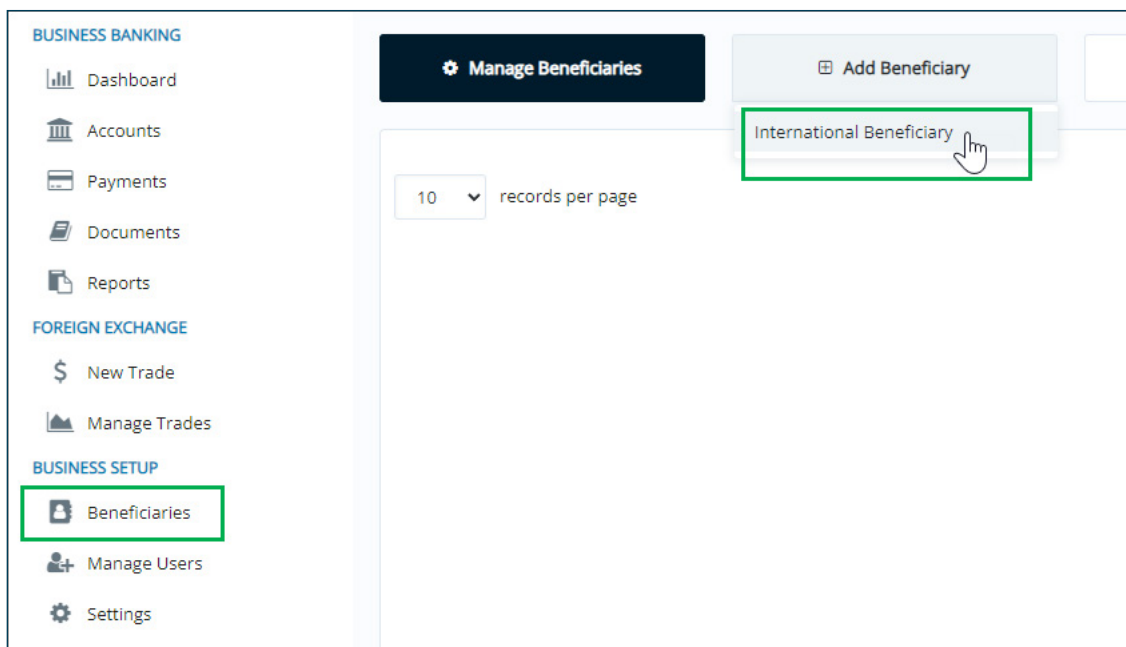 BUSINESS BANKING
Dashboard
Accounts
Payments
Documents
Reports
FOREIGN EXCHANGE
New Trade
Manage Trades
BUSINESS SETUP
Beneficiaries
Manage Users
Settings
Manage Beneficiaries
Add Beneficiary
International Beneficiary
10 records per page